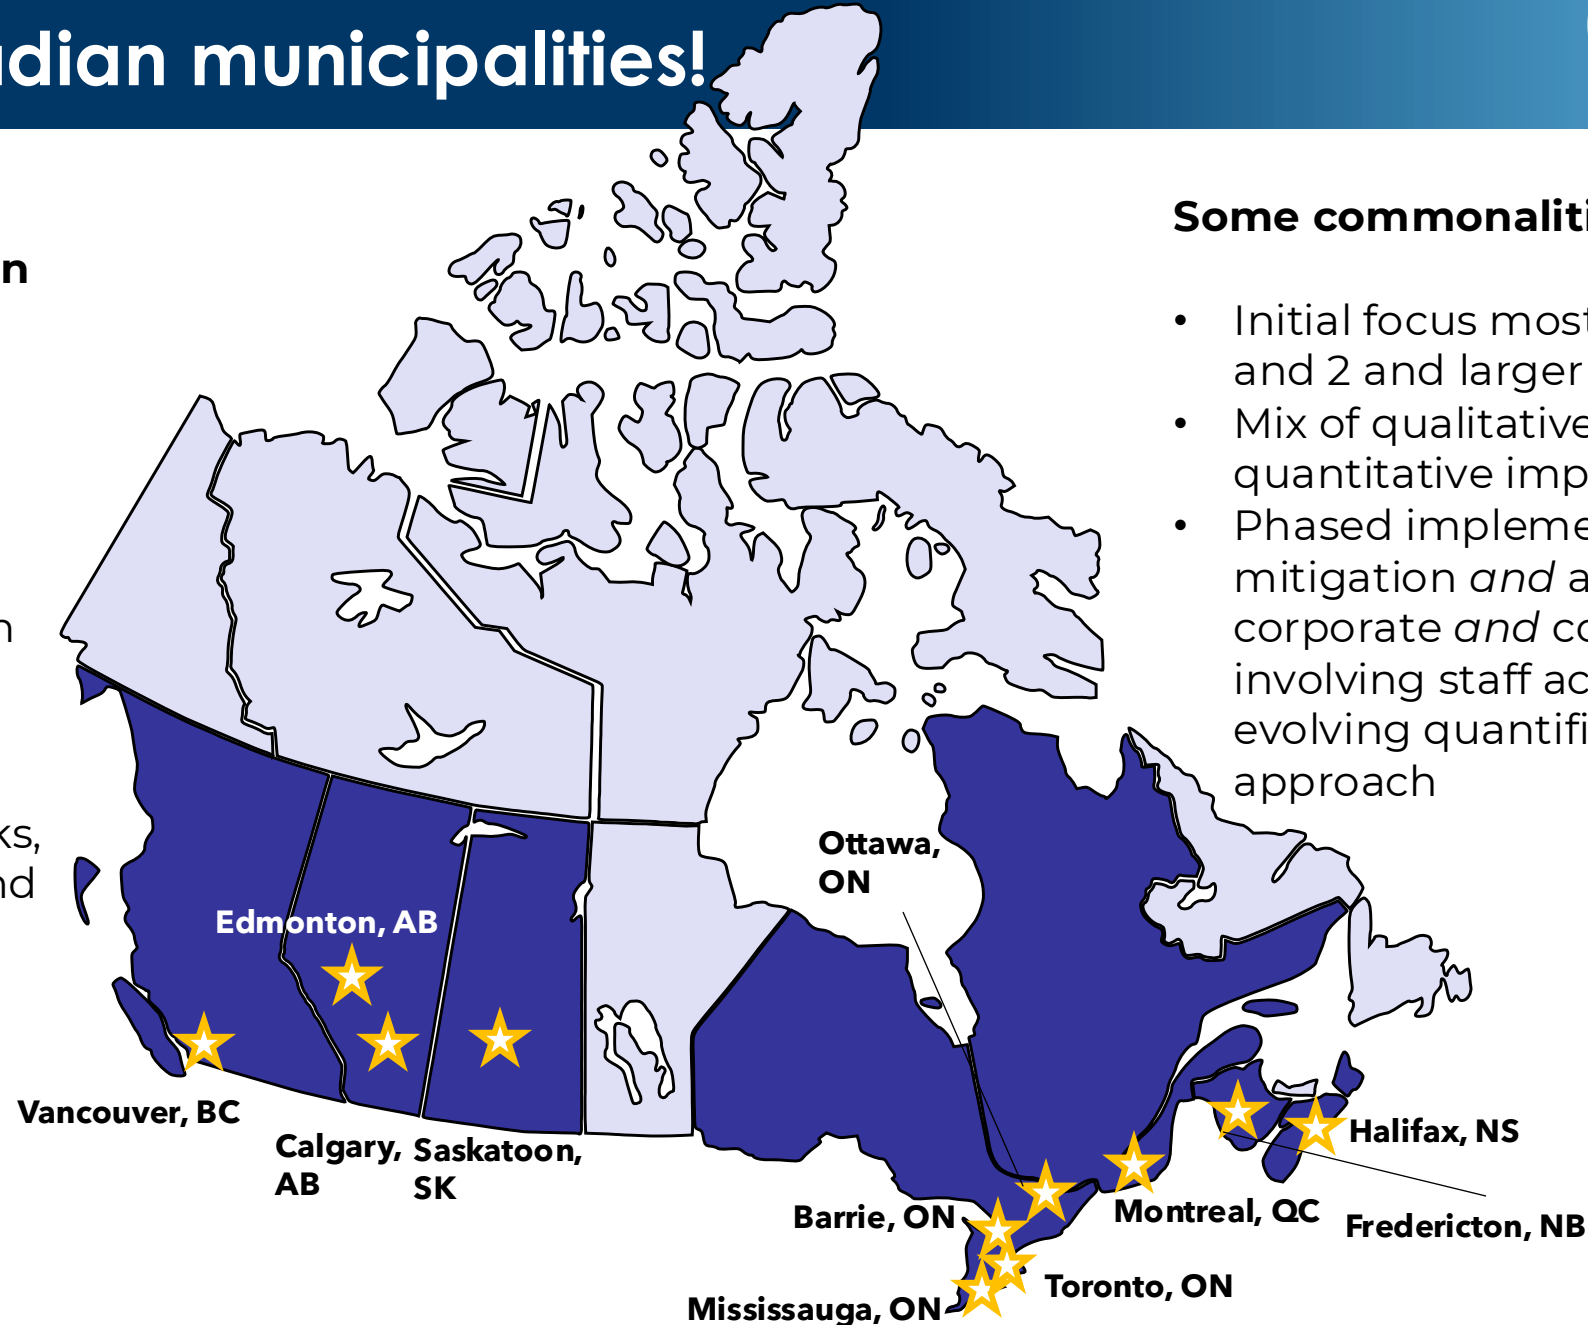 dian municipalities!
n
n
ks,
nd
Some commonaliti
• Initial focus most
and 2 and larger
• Mix of qualitative
quantitative imp
• Phased impleme
mitigation and a
corporate and co
involving staff ac
evolving quantifi
approach
Ottawa,
ON
Edmonton, AB
Vancouver, BC
Calgary,
AB
Saskatoon,
SK
Barrie, ON
Montreal, QC
Halifax, NS
Fredericton, NB
Toronto, ON
Mississauga, ON